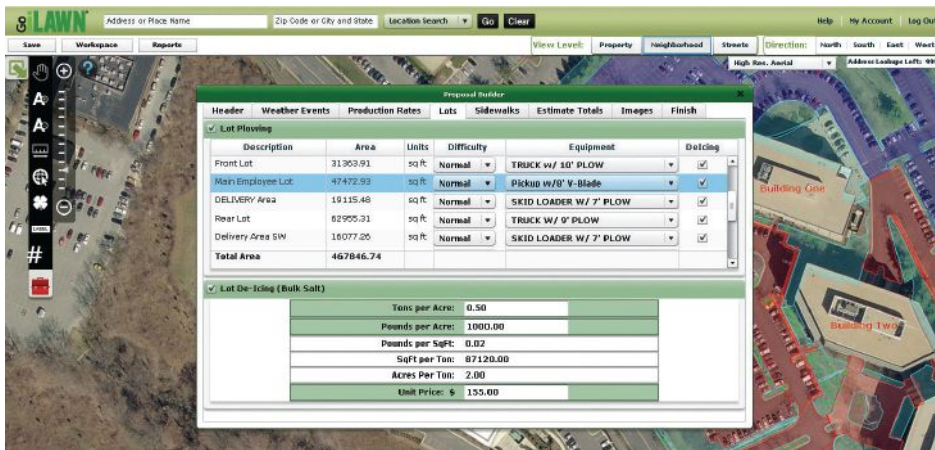 Go iLAWN Address or Place Name Zip Code or City and State Location Search Go Clear Help My Account Log Out
Save Workspace Reports View Level: Property Neighborhood Streets Direction: North South East West
High Res. Aerial Address Lookups Left:
Proposal Builder
Header Weather Events Production Rates Lots Sidewalks Estimate Totals Images Finish
Lot Plowing
Description Area Units Difficulty Equipment DeIcing
Front Lot 31363.91 sq ft Normal TRUCK w/ 10' PLOW
Main Employee Lot 47472.93 sq ft Normal Pickup w/8' V-Blade
DELIVERY Area 19115.48 sq ft Normal SKID LOADER W/ 7' PLOW
Rear Lot 62955.31 sq ft Normal TRUCK W/ 9' PLOW
Delivery Area SW 16077.26 sq ft Normal SKID LOADER W/ 7' PLOW
Total Area 467846.74
Lot De-Icing (Bulk Salt)
Tons per Acre: 0.50
Pounds per Acre: 1000.00
Pounds per SqFt: 0.02
SqFt per Ton: 87120.00
Acres Per Ton: 2.00
Unit Price: $ 155.00
A
A
LABEL
#
?
Building One
Building Two